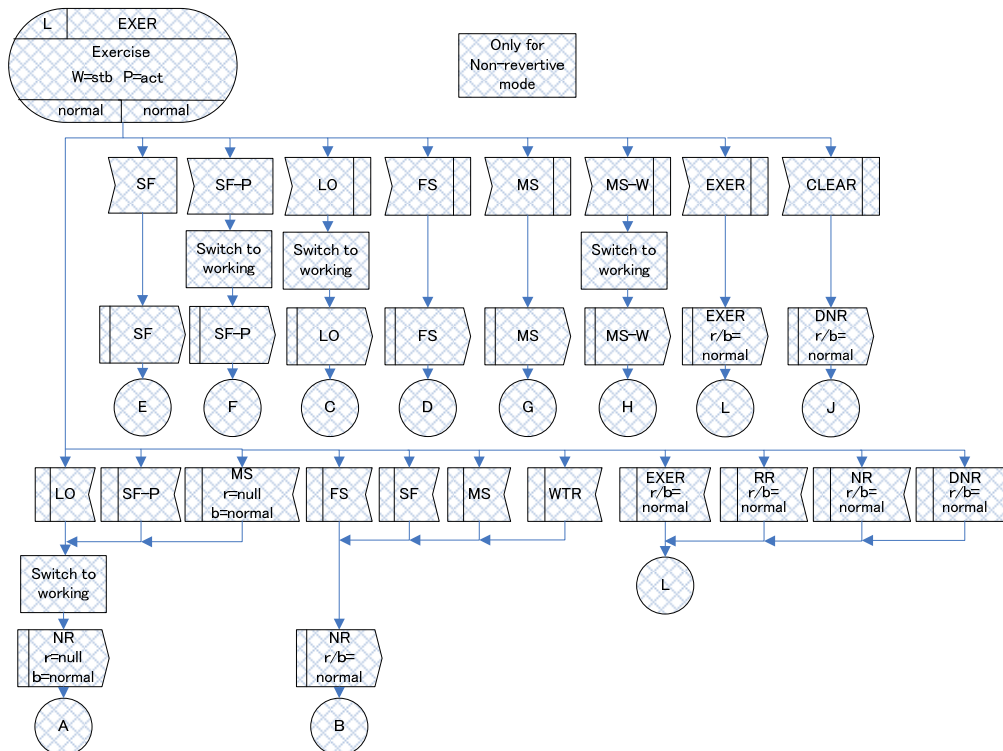 L EXER
Exercise
W=stb P=act
normal normal
Only for
Non-revertive
mode
SF SF-P LO FS MS MS-W EXER CLEAR
Switch to
working
Switch to
working
Switch to
working
SF
SF-P
LO
FS
MS
MS-W
EXER
r/b=
normal
DNR
r/b=
normal
E F C D G H L J
LO
SF-P
MS
r=null
b=normal
FS
SF
MS
WTR
EXER
r/b=
normal
RR
r/b=
normal
NR
r/b=
normal
DNR
r/b=
normal
Switch to
working
L
NR
r=null
b=normal
NR
r/b=
normal
A B